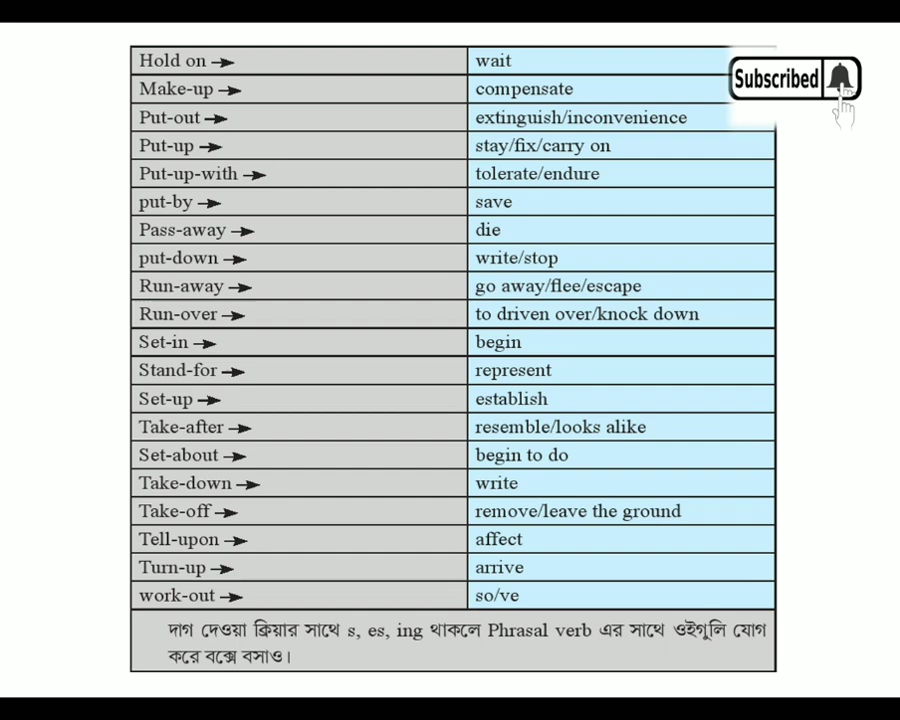 Hold on → wait
Make-up → compensate
Put-out → extinguish/inconvenience
Put-up → stay/fix/carry on
Put-up-with → tolerate/endure
put-by → save
Pass-away → die
put-down → write/stop
Run-away → go away/flee/escape
Run-over → to driven over/knock down
Set-in → begin
Stand-for → represent
Set-up → establish
Take-after → resemble/looks alike
Set-about → begin to do
Take-down → write
Take-off → remove/leave the ground
Tell-upon → affect
Turn-up → arrive
work-out → so/ve
দাগ দেওয়া ক্রিয়ার সাথে s, es, ing থাকলে Phrasal verb এর সাথে ওইগুলি যোগ
করে বক্সে বসাও।
Subscribed